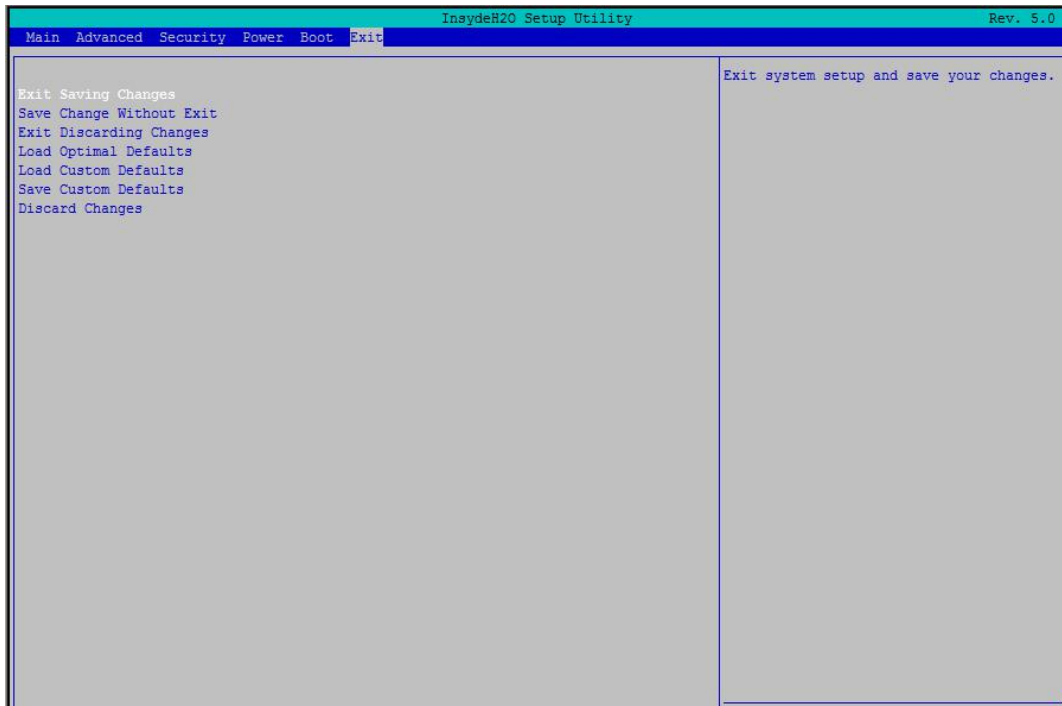 InsydeH2O Setup Utility Rev. 5.0
Main Advanced Security Power Boot Exit
Exit system setup and save your changes.
Exit Saving Changes
Save Change Without Exit
Exit Discarding Changes
Load Optimal Defaults
Load Custom Defaults
Save Custom Defaults
Discard Changes